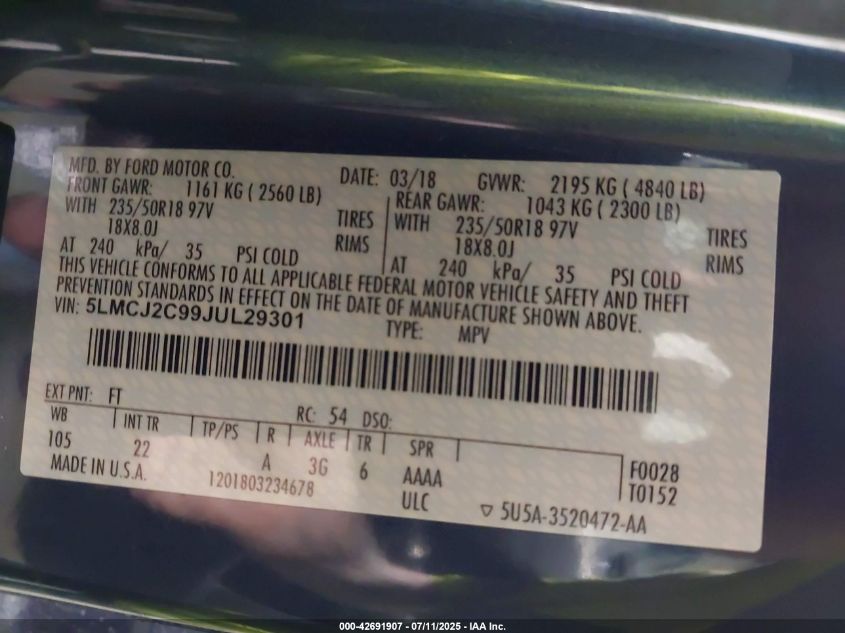 MFD. BY FORD MOTOR CO. DATE: 03/18 GVWR: 2195 KG ( 4840 LB)
FRONT GAWR: 1161 KG ( 2560 LB) REAR GAWR: 1043 KG ( 2300 LB)
WITH 235/50R18 97V TIRES WITH 235/50R18 97V TIRES
18X8.0J RIMS 18X8.0J RIMS
AT 240 kPa/ 35 PSI COLD AT 240 kPa/ 35 PSI COLD
THIS VEHICLE CONFORMS TO ALL APPLICABLE FEDERAL MOTOR VEHICLE SAFETY AND THEFT
PREVENTION STANDARDS IN EFFECT ON THE DATE OF MANUFACTURE SHOWN ABOVE.
VIN: 5LMCJ2C99JUL29301 TYPE: MPV
EXT PNT: FT RC: 54 DSO:
WB INT TR TP/PS R AXLE TR SPR
105 22 A 3G 6 AAAA F0028
MADE IN U.S.A. 1201803234678 ULC T0152
5U5A-3520472-AA
000-42691907 - 07/11/2025 - IAA Inc.